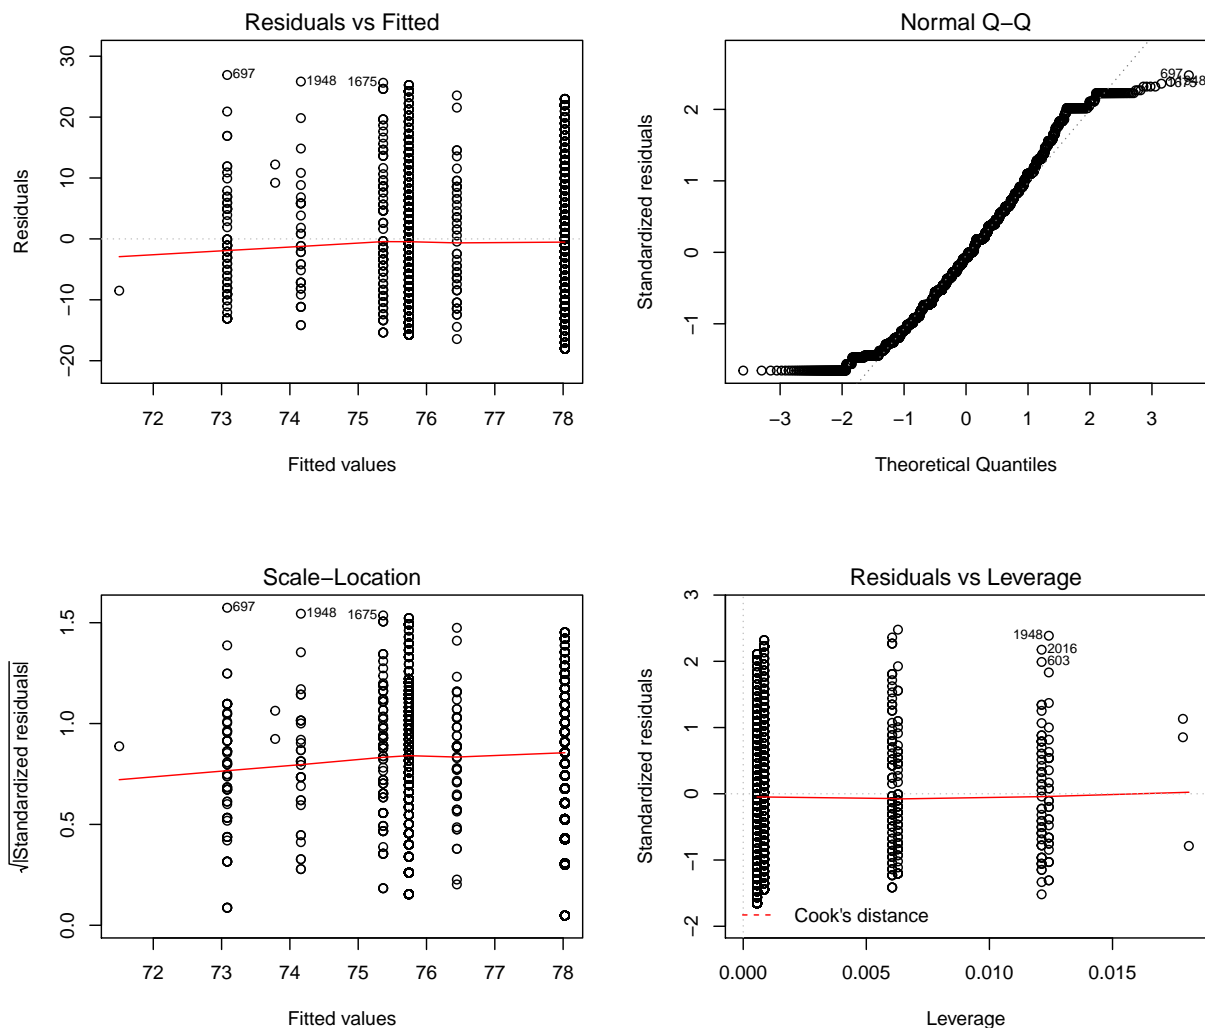 Residuals vs Fitted
Residuals
30
20
10
0
−10
−20
697
1948
1675
72 73 74 75 76 77 78
Fitted values
Normal Q−Q
Standardized residuals
2
1
0
−1
697
1948
1675
−3 −2 −1 0 1 2 3
Theoretical Quantiles
Scale−Location
√|Standardized residuals|
1.5
1.0
0.5
0.0
697
1948
1675
72 73 74 75 76 77 78
Fitted values
Residuals vs Leverage
Standardized residuals
3
2
1
0
−1
−2
1948
2016
603
Cook's distance
0.000 0.005 0.010 0.015
Leverage